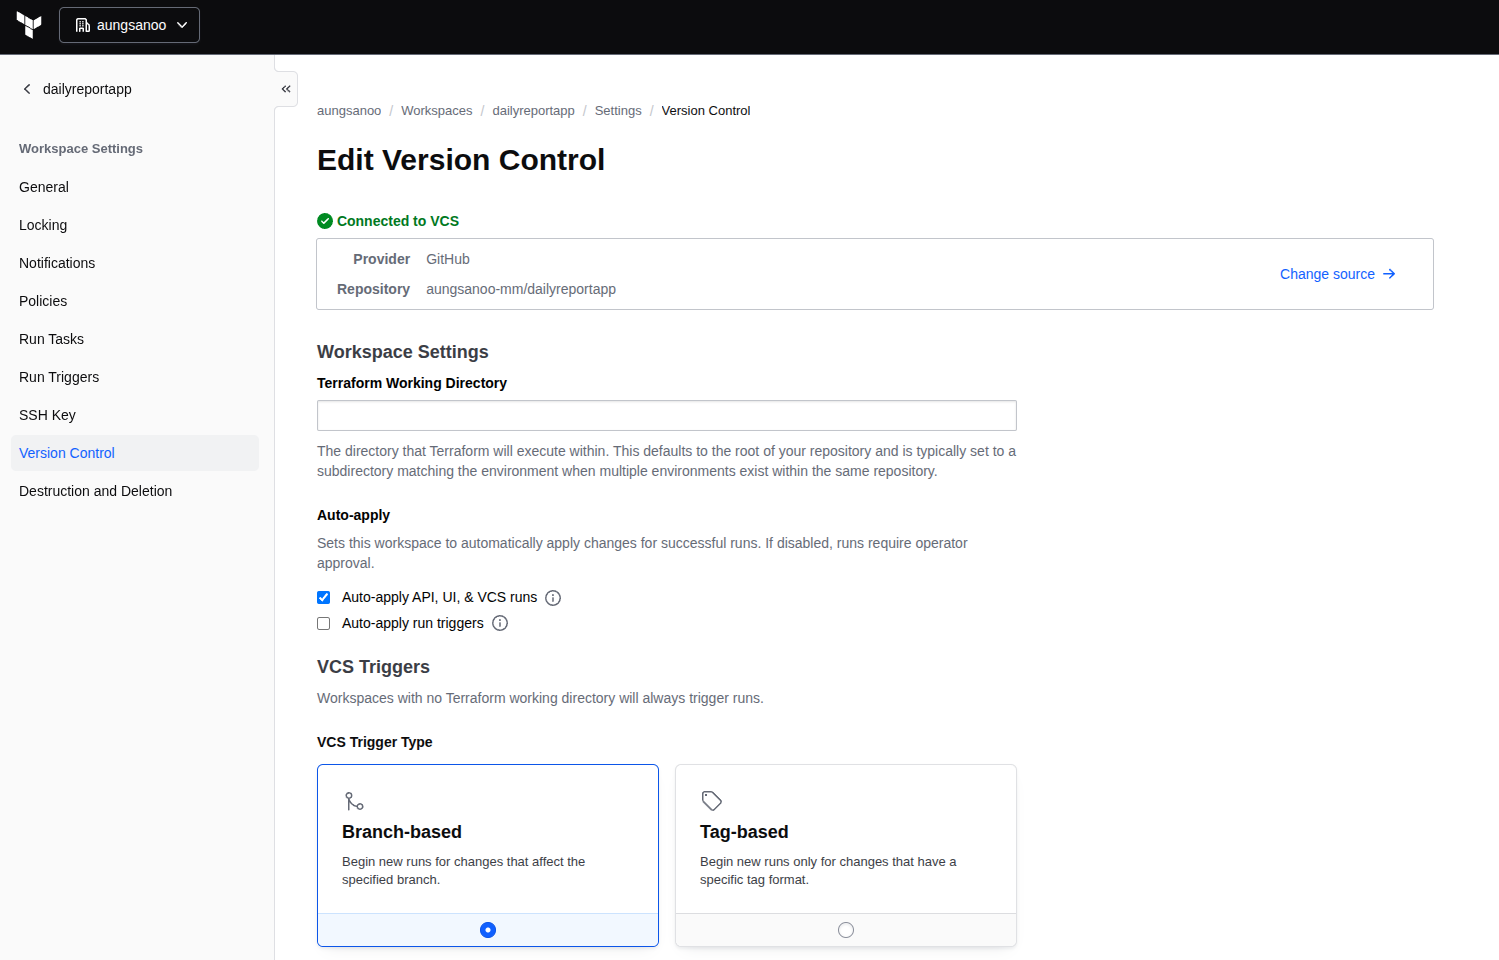 aungsanoo
dailyreportapp
Workspace Settings
General
Locking
Notifications
Policies
Run Tasks
Run Triggers
SSH Key
Version Control
Destruction and Deletion
aungsanoo / Workspaces / dailyreportapp / Settings / Version Control
Edit Version Control
Connected to VCS
Provider GitHub
Repository aungsanoo-mm/dailyreportapp
Change source
Workspace Settings
Terraform Working Directory
The directory that Terraform will execute within. This defaults to the root of your repository and is typically set to a
subdirectory matching the environment when multiple environments exist within the same repository.
Auto-apply
Sets this workspace to automatically apply changes for successful runs. If disabled, runs require operator
approval.
Auto-apply API, UI, & VCS runs
Auto-apply run triggers
VCS Triggers
Workspaces with no Terraform working directory will always trigger runs.
VCS Trigger Type
Branch-based
Begin new runs for changes that affect the
specified branch.
Tag-based
Begin new runs only for changes that have a
specific tag format.